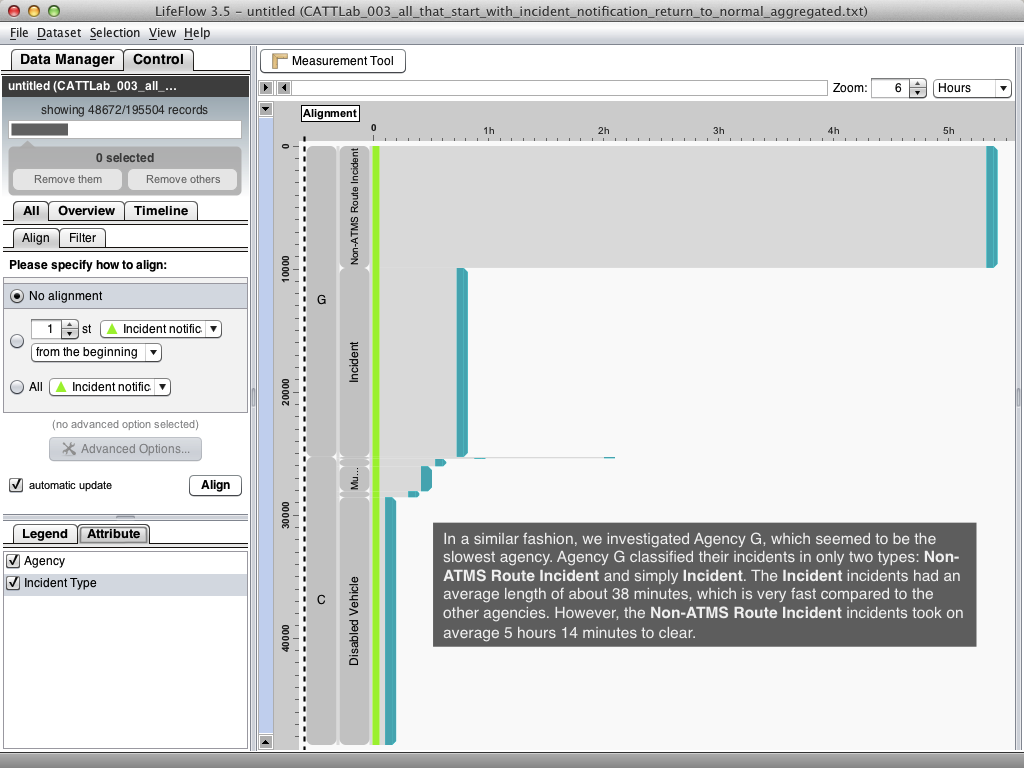 LifeFlow 3.5 - untitled (CATTLab_003_all_that_start_with_incident_notification_return_to_normal_aggregated.txt)
File Dataset Selection View Help
Data Manager Control
untitled (CATTLab_003_all_...
showing 48672/195504 records
0 selected
Remove them Remove others
All Overview Timeline
Align Filter
Please specify how to align:
No alignment
1 st Incident notific
from the beginning
All Incident notific
(no advanced option selected)
Advanced Options...
automatic update Align
Legend Attribute
Agency
Incident Type
Measurement Tool
Zoom: 6 Hours
Alignment
0 1h 2h 3h 4h 5h
0
10000
20000
30000
40000
G
C
Non-ATMS Route Incident
Incident
Mu...
Disabled Vehicle
In a similar fashion, we investigated Agency G, which seemed to be the
slowest agency. Agency G classified their incidents in only two types: Non-
ATMS Route Incident and simply Incident. The Incident incidents had an
average length of about 38 minutes, which is very fast compared to the
other agencies. However, the Non-ATMS Route Incident incidents took on
average 5 hours 14 minutes to clear.